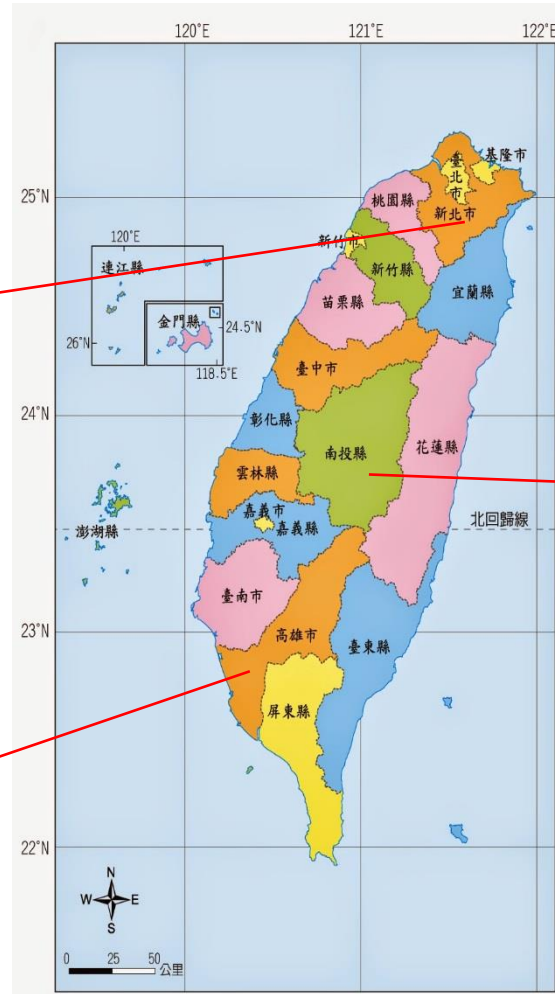 120°E
121°E
122°E
25°N
24°N
23°N
22°N
基隆市
臺北市
新北市
桃園縣
新竹市
新竹縣
宜蘭縣
苗栗縣
臺中市
彰化縣
南投縣
花蓮縣
雲林縣
嘉義市
嘉義縣
北回歸線
澎湖縣
臺南市
高雄市
臺東縣
屏東縣
120°E
連江縣
26°N
金門縣
24.5°N
118.5°E
N
W
E
S
0 25 50
公里